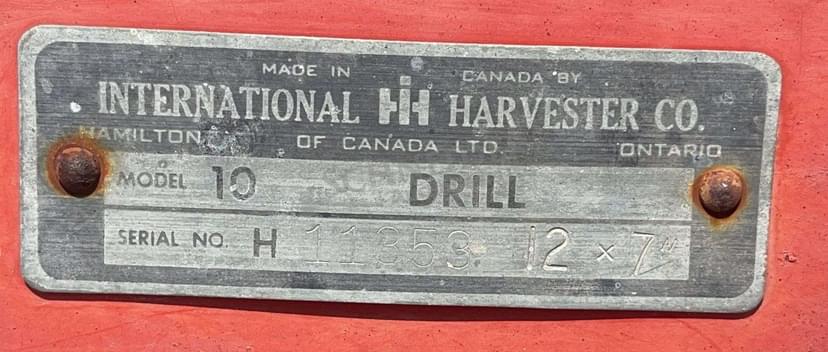 MADE IN CANADA BY
INTERNATIONAL IH HARVESTER CO.
HAMILTON OF CANADA LTD. ONTARIO
MODEL 10 DRILL
SERIAL NO. H 11353 12 × 7"